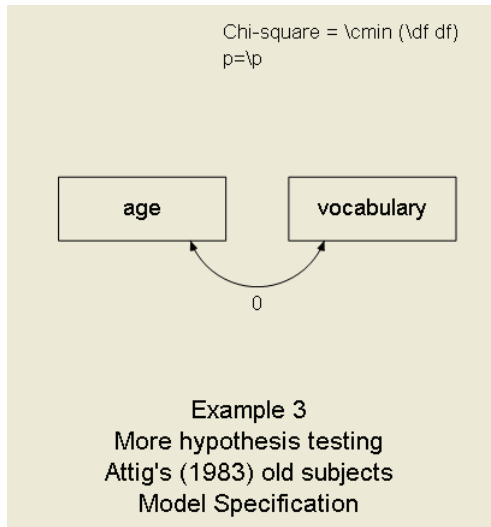 Chi-square = \cmin (\df df)
p=\p
age
vocabulary
0
Example 3
More hypothesis testing
Attig's (1983) old subjects
Model Specification